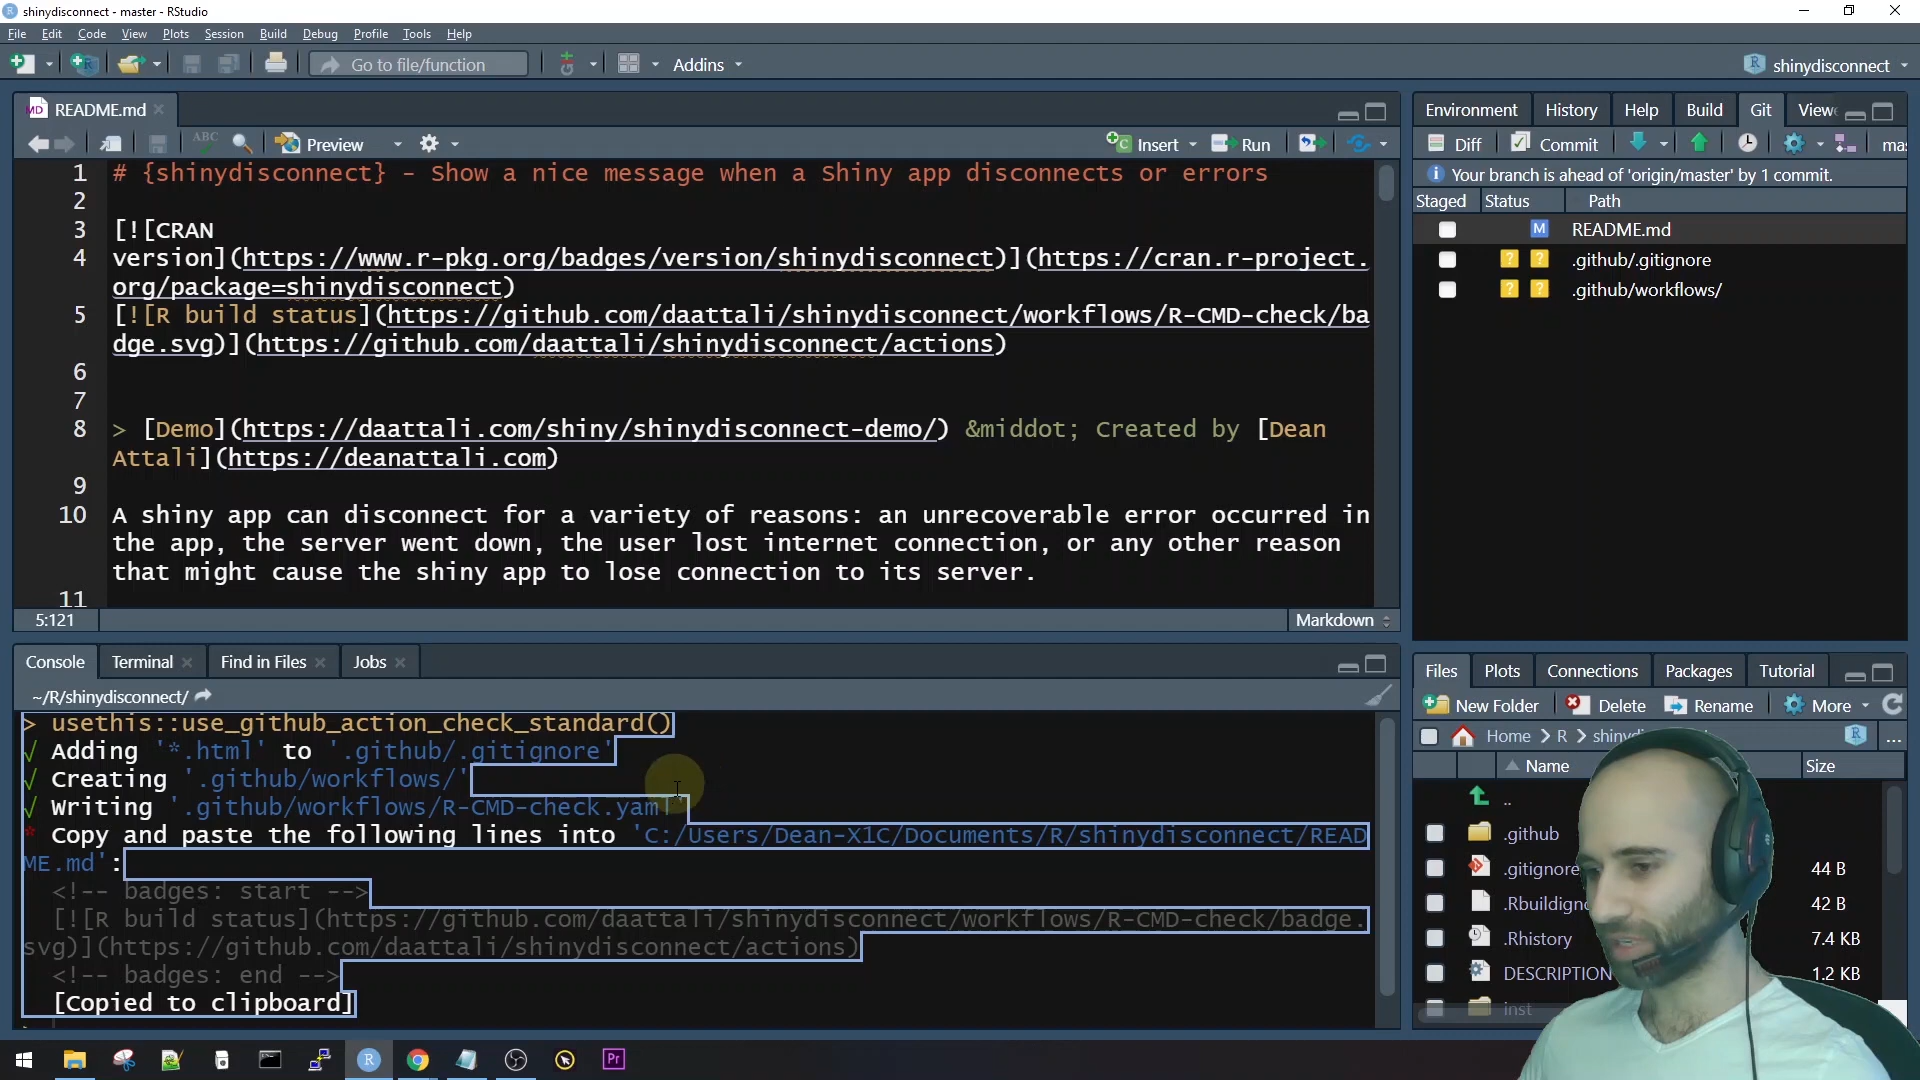 shinydisconnect - master - RStudio
File Edit Code View Plots Session Build Debug Profile Tools Help
Go to file/function
Addins
shinydisconnect
README.md
ABC
Preview
Insert
Run
1 # {shinydisconnect} - Show a nice message when a Shiny app disconnects or errors
2
3 [![CRAN
4 version](https://www.r-pkg.org/badges/version/shinydisconnect)](https://cran.r-project.
org/package=shinydisconnect)
5 [![R build status](https://github.com/daattali/shinydisconnect/workflows/R-CMD-check/ba
dge.svg)](https://github.com/daattali/shinydisconnect/actions)
6
7
8 > [Demo](https://daattali.com/shiny/shinydisconnect-demo/) &middot; Created by [Dean
Attali](https://deanattali.com)
9
10 A shiny app can disconnect for a variety of reasons: an unrecoverable error occurred in
the app, the server went down, the user lost internet connection, or any other reason
that might cause the shiny app to lose connection to its server.
11
5:121
Markdown
Console Terminal Find in Files Jobs
~/R/shinydisconnect/
> usethis::use_github_action_check_standard()
√ Adding '*.html' to '.github/.gitignore'
√ Creating '.github/workflows/'
√ Writing '.github/workflows/R-CMD-check.yaml'
* Copy and paste the following lines into 'C:/Users/Dean-X1C/Documents/R/shinydisconnect/READ
ME.md':
<!-- badges: start -->
[![R build status](https://github.com/daattali/shinydisconnect/workflows/R-CMD-check/badge.
svg)](https://github.com/daattali/shinydisconnect/actions)
<!-- badges: end -->
[Copied to clipboard]
Environment History Help Build Git Viewe
Diff Commit mas
Your branch is ahead of 'origin/master' by 1 commit.
Staged Status Path
M README.md
? ? .github/.gitignore
? ? .github/workflows/
Files Plots Connections Packages Tutorial
New Folder Delete Rename More
Home > R > shiny
...
Name Size
..
.github
.gitignore 44 B
.Rbuildigno 42 B
.Rhistory 7.4 KB
DESCRIPTION 1.2 KB
inst
R
Pr